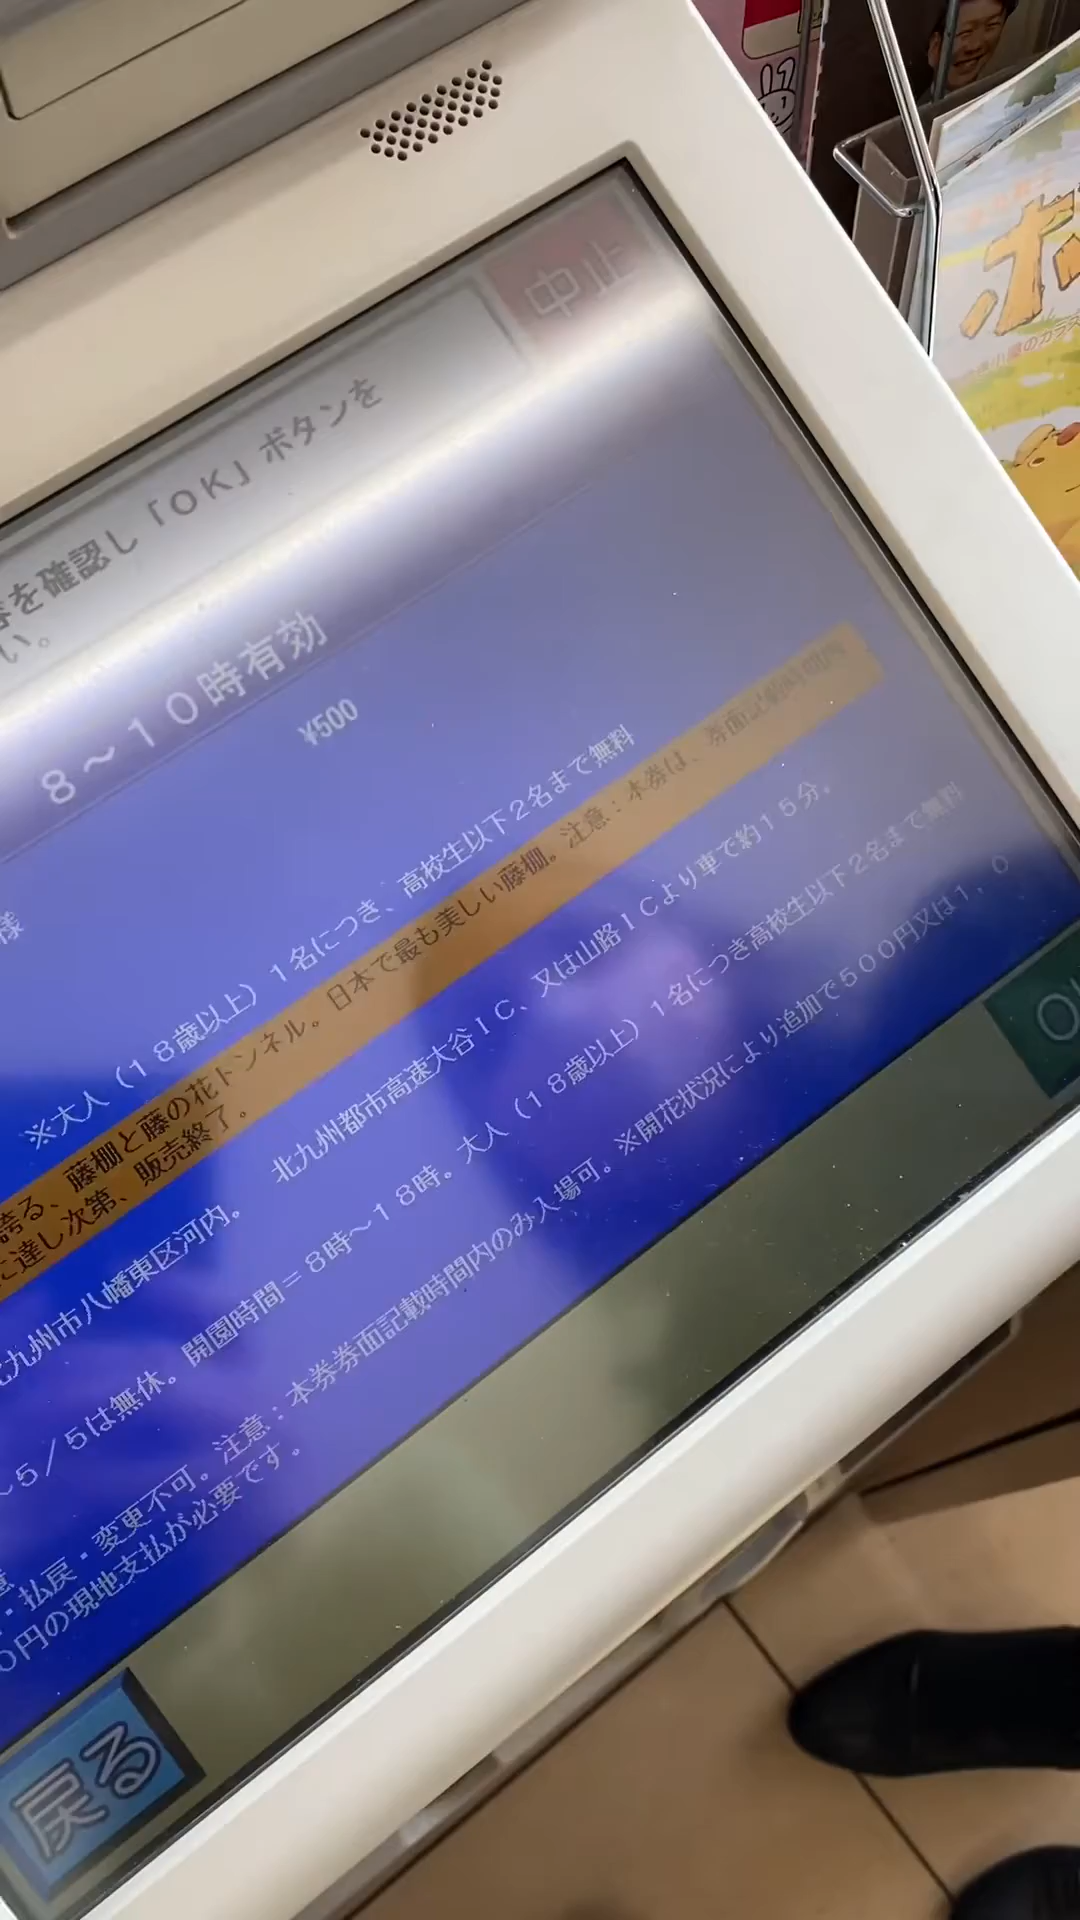 中止
を確認し「OK」ボタンを
い。
8～10時有効
¥500
様
※大人（18歳以上）1名につき、高校生以下2名まで無料
誇る、藤棚と藤の花トンネル。日本で最も美しい藤棚。注意：本券は、券面記載時間内
に達し次第、販売終了。
九州市八幡東区河内。 北九州都市高速大谷IC、又は山路ICより車で約15分。
～5／5は無休。開園時間＝8時～18時。大人（18歳以上）1名につき高校生以下2名まで無料
・払戻・変更不可。注意：本券券面記載時間内のみ入場可。※開花状況により追加で500円又は1，0
0円の現地支払が必要です。
戻る
ポ